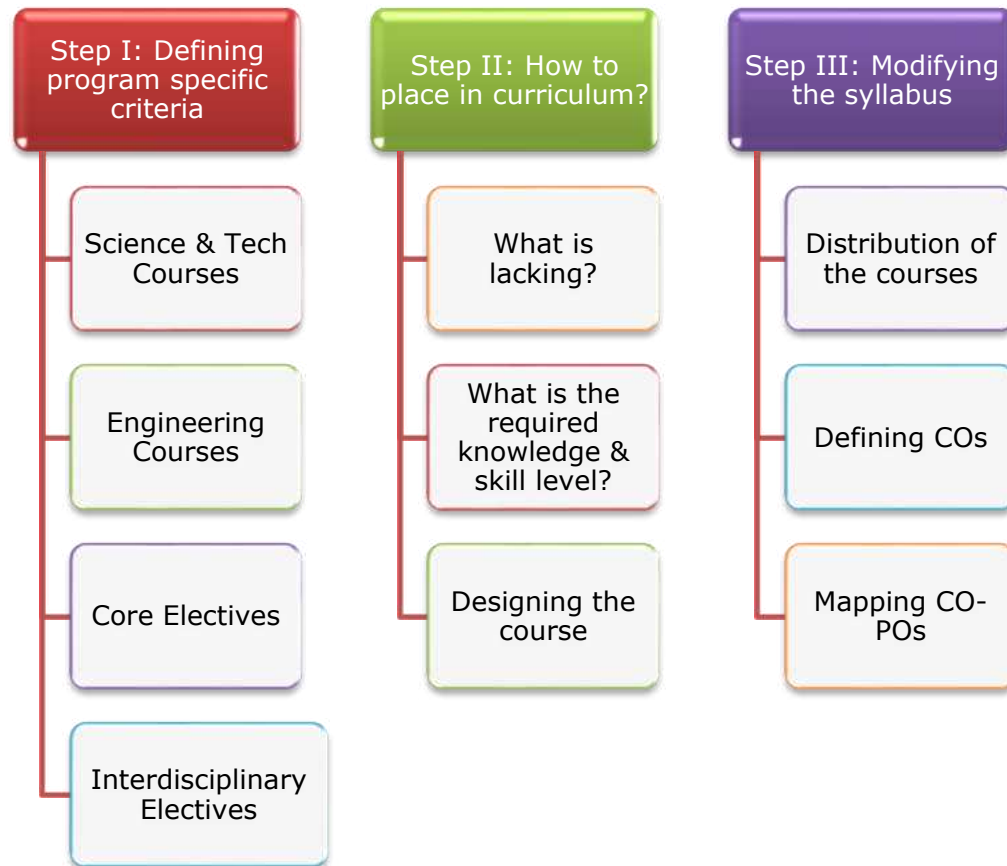 Step I: Defining
program specific
criteria
Science & Tech
Courses
Engineering
Courses
Core Electives
Interdisciplinary
Electives
Step II: How to
place in curriculum?
What is
lacking?
What is the
required
knowledge &
skill level?
Designing the
course
Step III: Modifying
the syllabus
Distribution of
the courses
Defining COs
Mapping CO-
POs